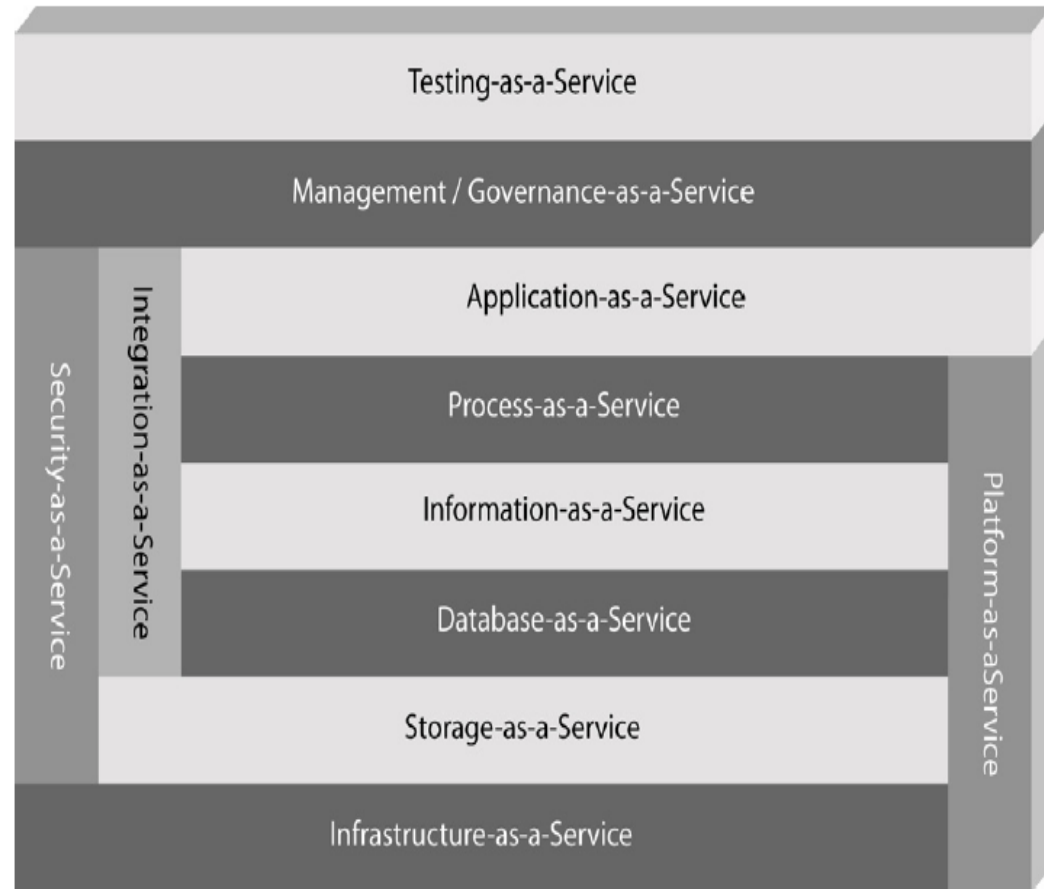 Testing-as-a-Service
Management / Governance-as-a-Service
Security-as-a-Service
Integration-as-a-Service
Application-as-a-Service
Process-as-a-Service
Information-as-a-Service
Database-as-a-Service
Storage-as-a-Service
Platform-as-aService
Infrastructure-as-a-Service